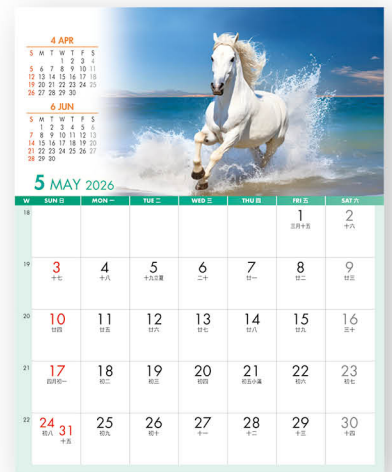 4 APR
S M T W T F S
1 2 3 4
5 6 7 8 9 10 11
12 13 14 15 16 17 18
19 20 21 22 23 24 25
26 27 28 29 30
6 JUN
S M T W T F S
1 2 3 4 5 6
7 8 9 10 11 12 13
14 15 16 17 18 19 20
21 22 23 24 25 26 27
28 29 30
5 MAY 2026
W SUN 日 MON 一 TUE 二 WED 三 THU 四 FRI 五 SAT 六
18 1 2
三月十五 十六
19 3 4 5 6 7 8 9
十七 十八 十九立夏 二十 廿一 廿二 廿三
20 10 11 12 13 14 15 16
廿四 廿五 廿六 廿七 廿八 廿九 三十
21 17 18 19 20 21 22 23
四月初一 初二 初三 初四 初五小滿 初六 初七
22 24 31 25 26 27 28 29 30
初八 十五 初九 初十 十一 十二 十三 十四